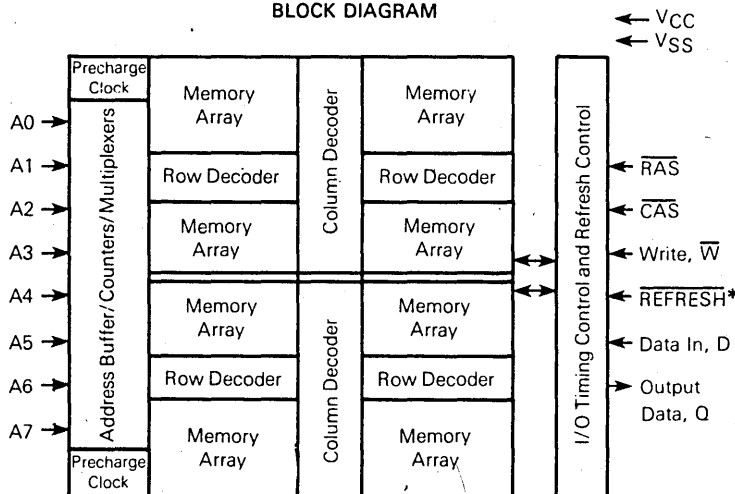 BLOCK DIAGRAM
VCC
VSS
Precharge
Clock
Memory
Array
Column Decoder
Memory
Array
A0
A1
A2
A3
A4
A5
A6
A7
Address Buffer/Counters/Multiplexers
Row Decoder
Row Decoder
Memory
Array
Memory
Array
Memory
Array
Column Decoder
Memory
Array
Row Decoder
Row Decoder
Memory
Array
Memory
Array
Precharge
Clock
I/O Timing Control and Refresh Control
R̅A̅S̅
C̅A̅S̅
Write, W̅
R̅E̅F̅R̅E̅S̅H̅*
Data In, D
Output
Data, Q